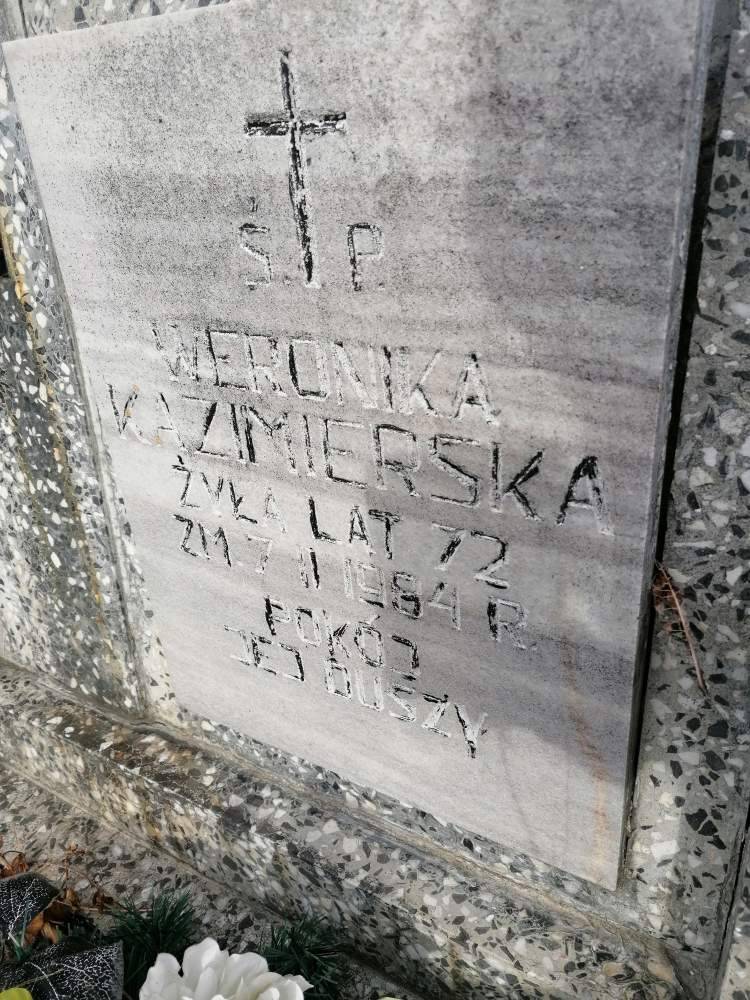 Ś. P.
WERONIKA
KAZIMIERSKA
ŻYŁA LAT 72
ZM. 7 II 1984 R.
POKÓJ
JEJ DUSZY